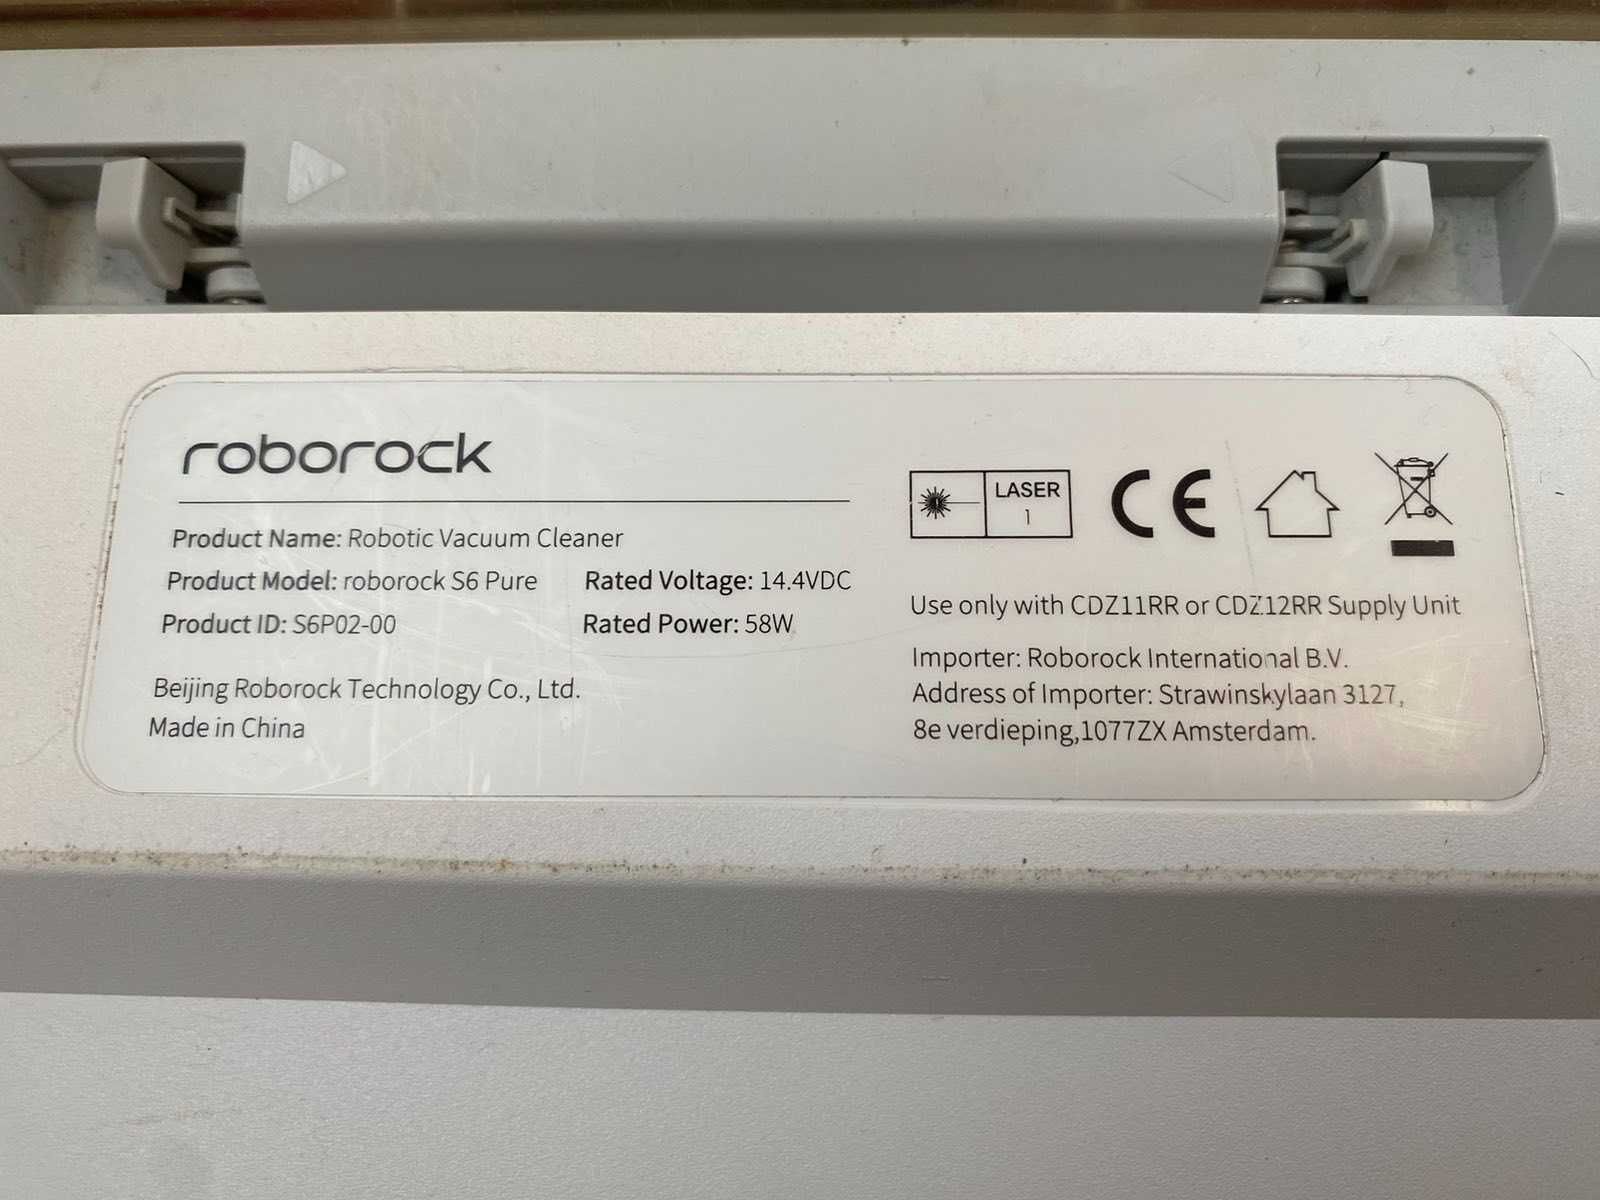 roborock
Product Name: Robotic Vacuum Cleaner
Product Model: roborock S6 Pure Rated Voltage: 14.4VDC
Product ID: S6P02-00 Rated Power: 58W
Beijing Roborock Technology Co., Ltd.
Made in China
LASER
1
CE
Use only with CDZ11RR or CDZ12RR Supply Unit
Importer: Roborock International B.V.
Address of Importer: Strawinskylaan 3127,
8e verdieping,1077ZX Amsterdam.